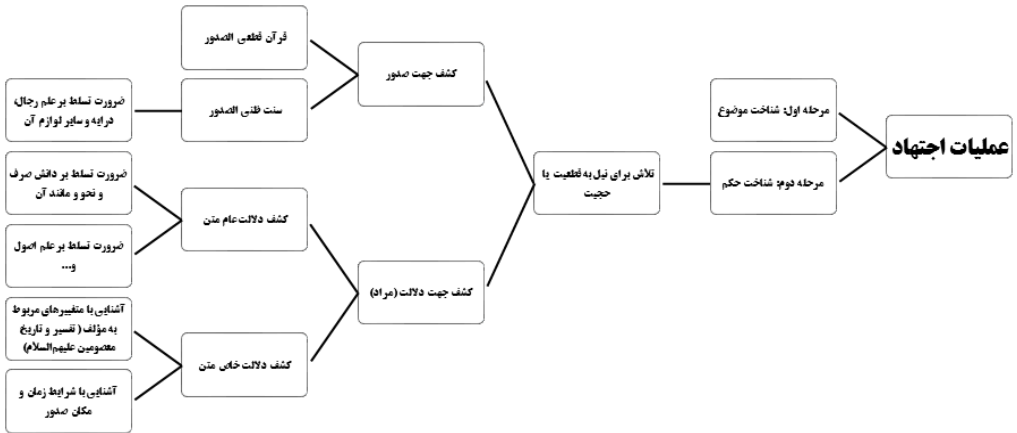 عملیات اجتهاد
مرحله اول: شناخت موضوع
مرحله دوم: شناخت حکم
تلاش برای نیل به قطعیت یا
حجیت
کشف جهت صدور
قرآن قطعی الصدور
سنت ظنی الصدور
ضرورت تسلط بر علم رجال،
درایه و سایر لوازم آن
کشف جهت دلالت (مراد)
کشف دلالت عام متن
ضرورت تسلط بر دانش صرف
و نحو و مانند آن
ضرورت تسلط بر علم اصول
و...
کشف دلالت خاص متن
آشنایی با متغیرهای مربوط
به مؤلف ( تفسیر و تاریخ
معصومین علیهم‌السلام)
آشنایی با شرایط زمان و
مکان صدور